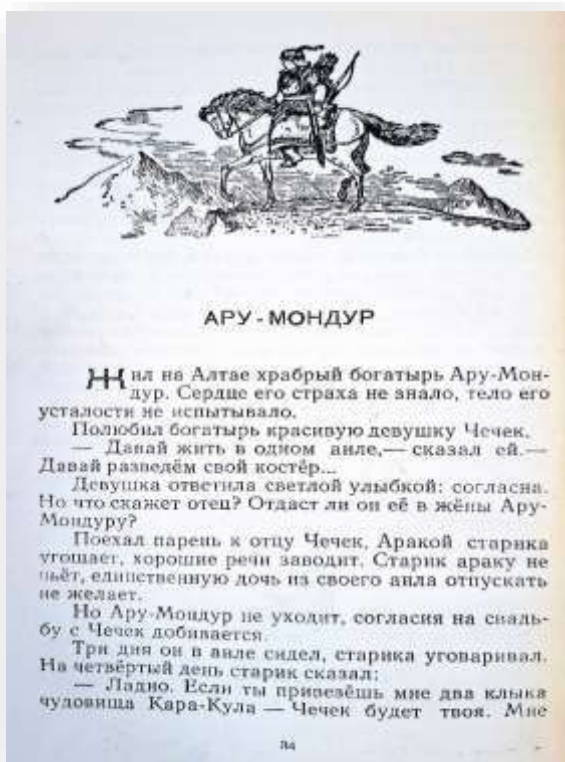 АРУ-МОНДУР
Жил на Алтае храбрый богатырь Ару-Мон-
дур. Сердце его страха не знало, тело его
усталости не испытывало.
Полюбил богатырь красивую девушку Чечек.
— Давай жить в одном аиле,— сказал ей.—
Давай разведём свой костёр...
Девушка ответила светлой улыбкой: согласна.
Но что скажет отец? Отдаст ли он её в жёны Ару-
Мондуру?
Поехал парень к отцу Чечек. Аракой старика
угощает, хорошие речи заводит. Старик араку не
пьёт, единственную дочь из своего аила отпускать
не желает.
Но Ару-Мондур не уходит, согласия на свадь-
бу с Чечек добивается.
Три дня он в аиле сидел, старика уговаривал.
На четвёртый день старик сказал:
— Ладно. Если ты привезёшь мне два клыка
чудовища Кара-Кула — Чечек будет твоя. Мне
84